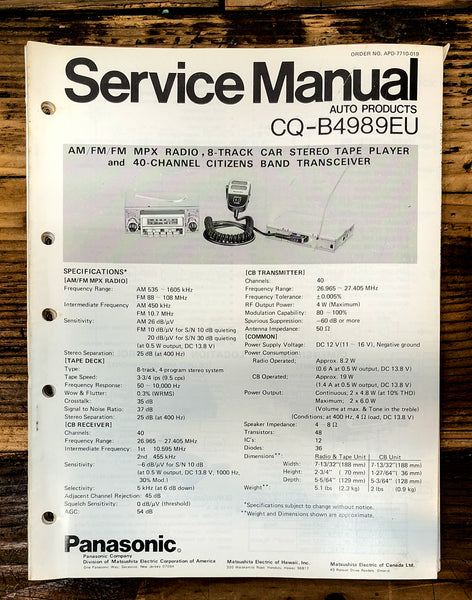 ORDER NO. APD-7710-019
Service Manual
AUTO PRODUCTS
CQ-B4989EU
AM/FM/FM MPX RADIO, 8-TRACK CAR STEREO TAPE PLAYER
and 40-CHANNEL CITIZENS BAND TRANSCEIVER
SPECIFICATIONS*
[AM/FM MPX RADIO]
Frequency Range: AM 535 ~ 1605 kHz
FM 88 ~ 108 MHz
Intermediate Frequency AM 450 kHz
FM 10.7 MHz
Sensitivity: AM 26 dB/μV
FM 10 dB/μV for S/N 10 dB quieting
20 dB/μV for S/N 30 dB quieting
(at 0.5 W output, DC 13.8 V)
Stereo Separation: 25 dB (at 400 Hz)
[TAPE DECK]
Type: 8-track, 4-program stereo system
Tape Speed: 3-3/4 ips (9.5 cps)
Frequency Response: 50 ~ 10,000 Hz
Wow & Flutter: 0.3% (WRMS)
Crosstalk: 35 dB
Signal to Noise Ratio: 37 dB
Stereo Separation: 25 dB (at 400 Hz)
[CB RECEIVER]
Channels: 40
Frequency Range: 26.965 ~ 27.405 MHz
Intermediate Frequency: 1st 10.595 MHz
2nd 455 kHz
Sensitivity: −6 dB/μV for S/N 10 dB
(at 0.5 W output, DC 13.8 V, 1000 Hz,
30% Mod.)
Selectivity: 5 kHz (at 6 dB down)
Adjacent Channel Rejection: 45 dB
Squelch Sensitivity: 0 dB/μV (threshold)
AGC: 54 dB
[CB TRANSMITTER]
Channels: 40
Frequency Range: 26.965 ~ 27.405 MHz
Frequency Tolerance: ±0.005%
RF Output Power: 4 W (Maximum)
Modulation Capability: 80 ~ 100%
Spurious Suppression: −60 dB or more
Antenna Impedance: 50 Ω
[COMMON]
Power Supply Voltage: DC 12 V (11 ~ 16 V), Negative ground
Power Consumption:
Radio Operated; Approx. 8.2 W
(0.6 A at 0.5 W output, DC 13.8 V)
CB Operated; Approx. 19 W
(1.4 A at 0.5 W output, DC 13.8 V)
Power Output: Continuous; 2 x 4.8 W (at 10% THD)
Maximum; 2 x 6.0 W
(Volume at max. & Tone in treble)
(Conditions; at 400 Hz, 4 Ω load, DC 13.8 V)
Speaker Impedance: 4 ~ 8 Ω
Transistors: 48
IC's: 12
Diodes: 36
Dimensions**: Radio & Tape Unit CB Unit
Width: 7-13/32"(188 mm) 7-13/32"(188 mm)
Height: 2-3/4" (70 mm) 1-27/64"( 36 mm)
Depth: 5-5/64" (129 mm) 5-3/64" (128 mm)
Weight**: 5.1 lbs (2.3 kg) 2 lbs (0.9 kg)
*Specifications subject to change without notice.
**Weight and Dimensions shown are approximate.
Panasonic®
Panasonic Company
Division of Matsushita Electric Corporation of America
One Panasonic Way, Secaucus, New Jersey 07094
Matsushita Electric of Hawaii, Inc.
320 Waiakamilo Road, Honolulu, Hawaii 96817
Matsushita Electric of Canada Ltd.